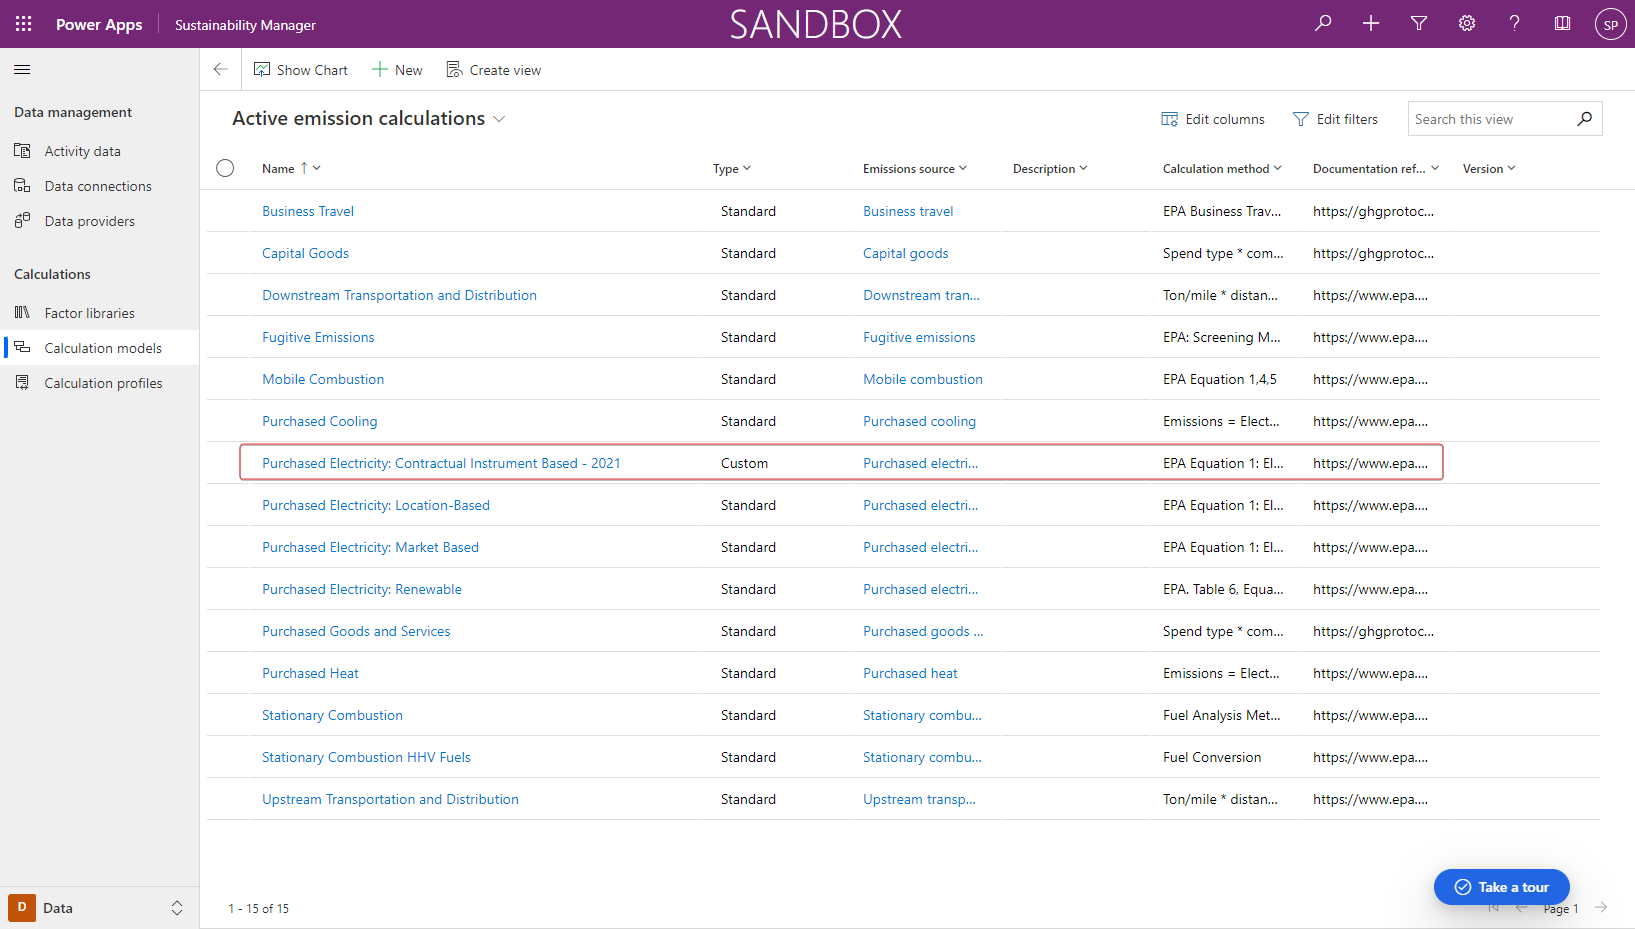 Power Apps
Sustainability Manager
SANDBOX
SP
Show Chart
New
Create view
Data management
Activity data
Data connections
Data providers
Calculations
Factor libraries
Calculation models
Calculation profiles
Active emission calculations
Edit columns
Edit filters
Search this view
Name Type Emissions source Description Calculation method Documentation ref... Version
Business Travel Standard Business travel EPA Business Trav... https://ghgprotoc...
Capital Goods Standard Capital goods Spend type * com... https://ghgprotoc...
Downstream Transportation and Distribution Standard Downstream tran... Ton/mile * distan... https://www.epa....
Fugitive Emissions Standard Fugitive emissions EPA: Screening M... https://www.epa....
Mobile Combustion Standard Mobile combustion EPA Equation 1,4,5 https://www.epa....
Purchased Cooling Standard Purchased cooling Emissions = Elect... https://www.epa....
Purchased Electricity: Contractual Instrument Based - 2021 Custom Purchased electri... EPA Equation 1: El... https://www.epa....
Purchased Electricity: Location-Based Standard Purchased electri... EPA Equation 1: El... https://www.epa....
Purchased Electricity: Market Based Standard Purchased electri... EPA Equation 1: El... https://www.epa....
Purchased Electricity: Renewable Standard Purchased electri... EPA. Table 6, Equa... https://www.epa....
Purchased Goods and Services Standard Purchased goods ... Spend type * com... https://ghgprotoc...
Purchased Heat Standard Purchased heat Emissions = Elect... https://www.epa....
Stationary Combustion Standard Stationary combu... Fuel Analysis Met... https://www.epa....
Stationary Combustion HHV Fuels Standard Stationary combu... Fuel Conversion https://www.epa....
Upstream Transportation and Distribution Standard Upstream transp... Ton/mile * distan... https://www.epa....
Take a tour
D Data
1 - 15 of 15
Page 1